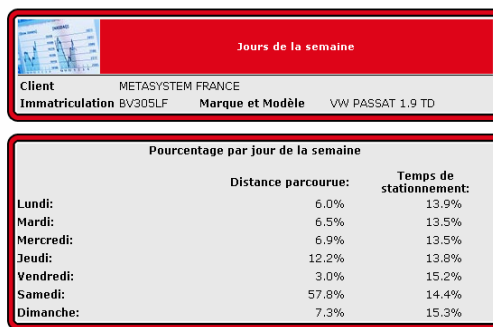 Jours de la semaine
Client METASYSTEM FRANCE
Immatriculation BV305LF Marque et Modèle VW PASSAT 1.9 TD
Pourcentage par jour de la semaine
Distance parcourue: Temps de stationnement:
Lundi: 6.0% 13.9%
Mardi: 6.5% 13.5%
Mercredi: 6.9% 13.5%
Jeudi: 12.2% 13.8%
Vendredi: 3.0% 15.2%
Samedi: 57.8% 14.4%
Dimanche: 7.3% 15.3%